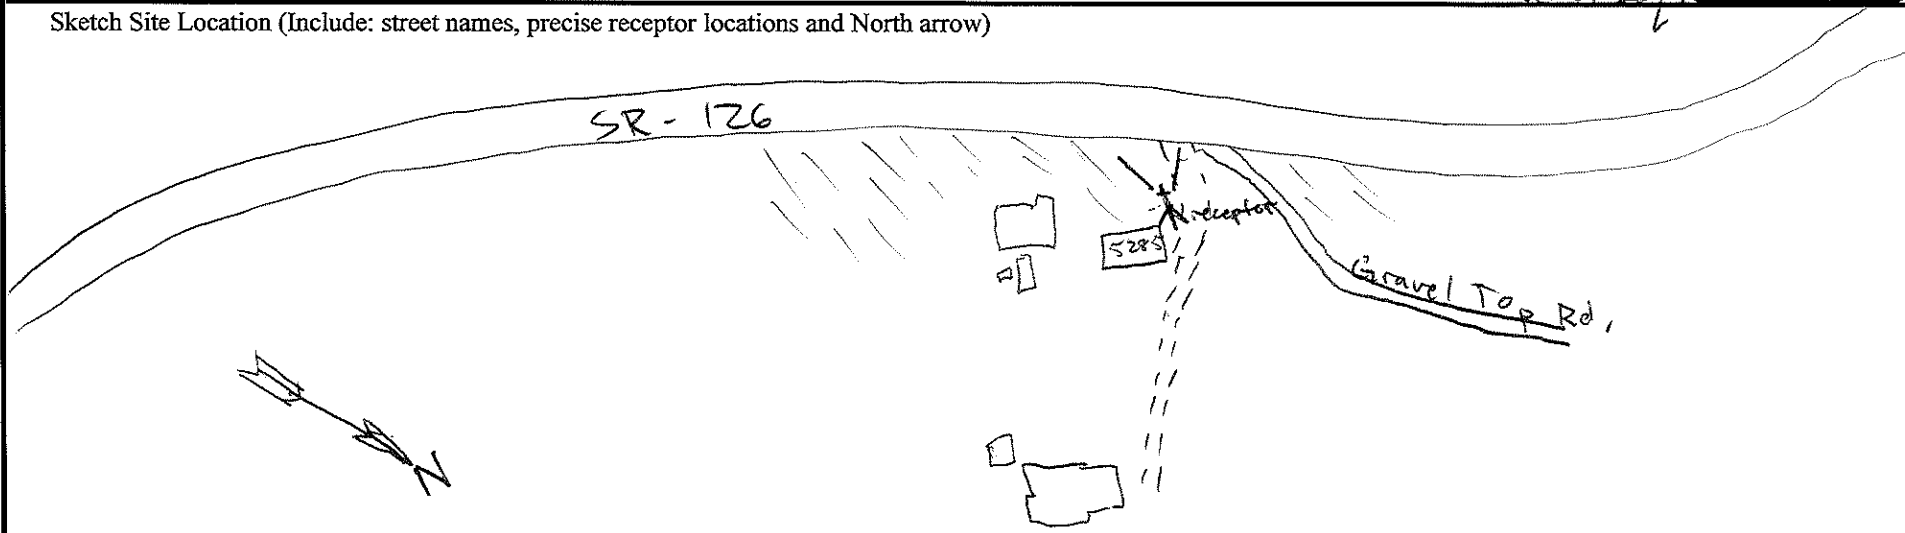 Sketch Site Location (Include: street names, precise receptor locations and North arrow)
SR - 126
receptor
5285
Gravel Top Rd.
N